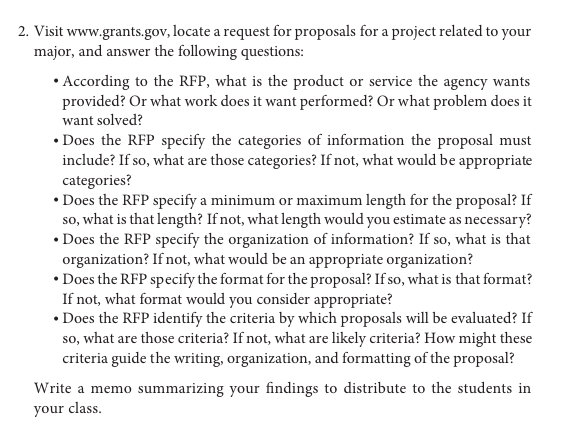 2. Visit www.grants.gov, locate a request for proposals for a project related to your
major, and answer the following questions:
• According to the RFP, what is the product or service the agency wants
provided? Or what work does it want performed? Or what problem does it
want solved?
• Does the RFP specify the categories of information the proposal must
include? If so, what are those categories? If not, what would be appropriate
categories?
• Does the RFP specify a minimum or maximum length for the proposal? If
so, what is that length? If not, what length would you estimate as necessary?
• Does the RFP specify the organization of information? If so, what is that
organization? If not, what would be an appropriate organization?
• Does the RFP specify the format for the proposal? If so, what is that format?
If not, what format would you consider appropriate?
• Does the RFP identify the criteria by which proposals will be evaluated? If
so, what are those criteria? If not, what are likely criteria? How might these
criteria guide the writing, organization, and formatting of the proposal?
Write a memo summarizing your findings to distribute to the students in
your class.